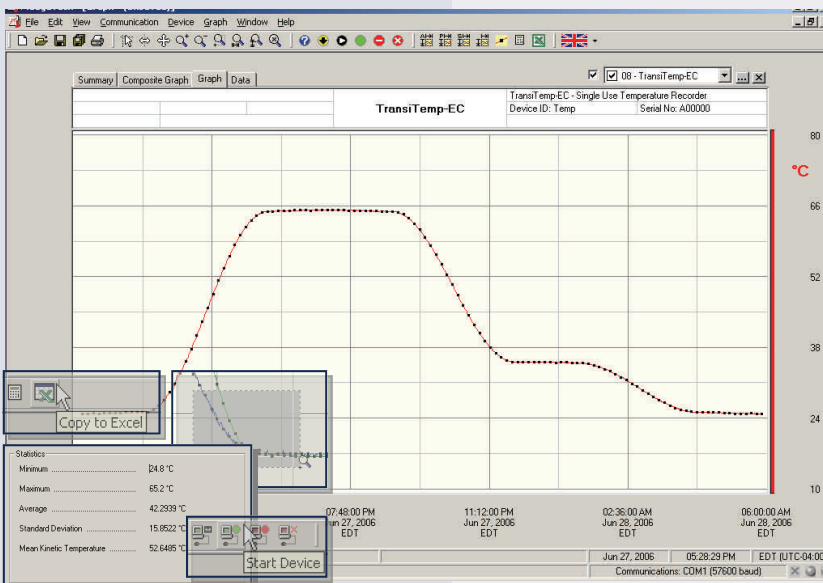 File Edit View Communication Device Graph Window Help
Summary Composite Graph Graph Data
08 - TransiTemp-EC
TransiTemp-EC
TransiTemp-EC - Single Use Temperature Recorder
Device ID: Temp Serial No: A00000
80
°C
66
52
38
24
10
Copy to Excel
Statistics
Minimum 24.8 °C
Maximum 65.2 °C
Average 42.2939 °C
Standard Deviation 15.8522 °C
Mean Kinetic Temperature 52.6485 °C
Start Device
07:48:00 PM
Jun 27, 2006
EDT
11:12:00 PM
Jun 27, 2006
EDT
02:36:00 AM
Jun 28, 2006
EDT
06:00:00 AM
Jun 28, 2006
EDT
Jun 27, 2006 05:28:29 PM EDT (UTC-04:00
Communications: COM1 (57600 baud)